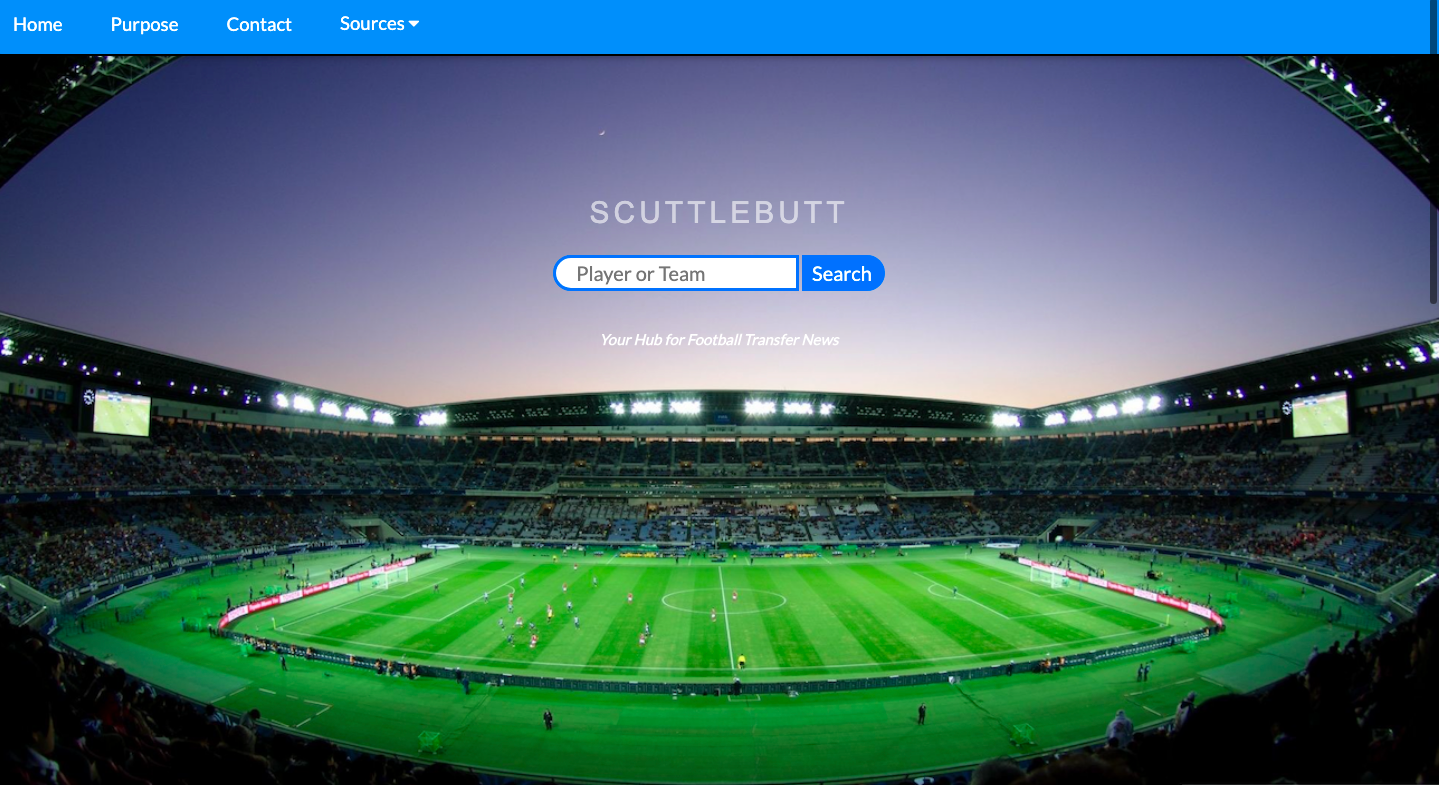 Home Purpose Contact Sources
SCUTTLEBUTT
Player or Team Search
Your Hub for Football Transfer News